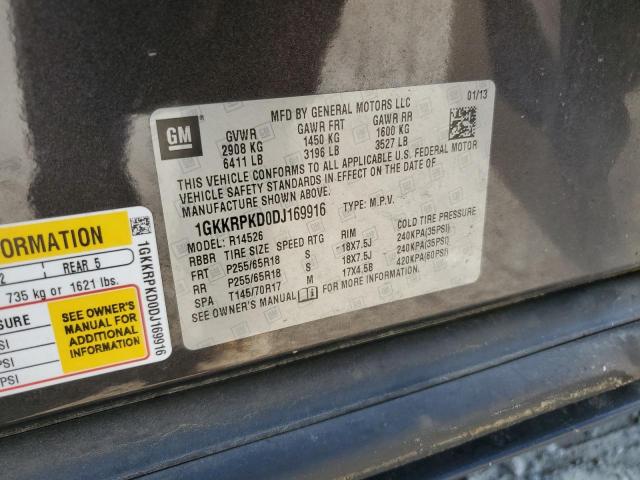 MFD BY GENERAL MOTORS LLC 01/13
GM
GVWR GAWR FRT GAWR RR
2908 KG 1450 KG 1600 KG
6411 LB 3196 LB 3527 LB
THIS VEHICLE CONFORMS TO ALL APPLICABLE U.S. FEDERAL MOTOR
VEHICLE SAFETY STANDARDS IN EFFECT ON THE DATE OF
MANUFACTURE SHOWN ABOVE.
1GKKRPKD0DJ169916 TYPE: M.P.V.
MODEL: R14526
RBBR TIRE SIZE SPEED RTG RIM COLD TIRE PRESSURE
FRT P255/65R18 S 18X7.5J 240KPA(35PSI)
RR P255/65R18 S 18X7.5J 240KPA(35PSI)
SPA T145/70R17 M 17X4.5B 420KPA(60PSI)
SEE OWNER'S MANUAL FOR MORE INFORMATION.
FORMATION
2 REAR 5
735 kg or 1621 lbs.
SURE
SI
PSI
PSI
SEE OWNER'S
MANUAL FOR
ADDITIONAL
INFORMATION
1GKKRPKD0DJ169916